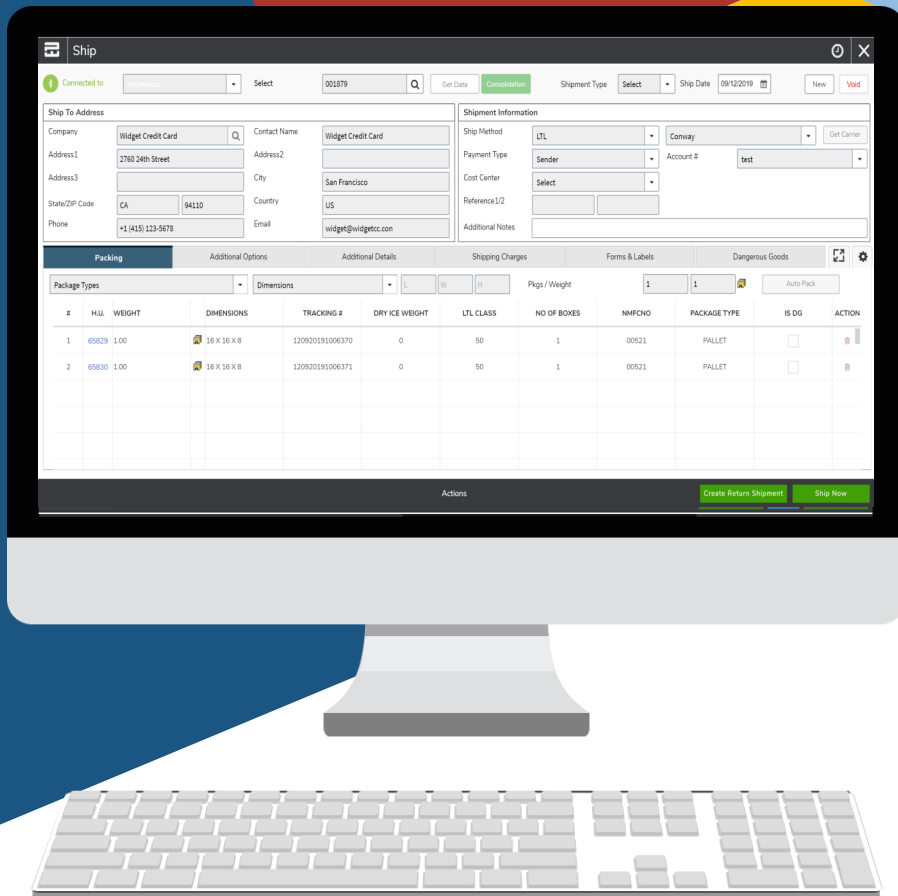 Ship
Connected to Select 001879 Get Data Consolidation Shipment Type Select Ship Date 09/12/2019 New Void
Ship To Address
Company Widget Credit Card Contact Name Widget Credit Card
Address1 2760 24th Street Address2
Address3 City San Francisco
State/ZIP Code CA 94110 Country US
Phone +1 (415) 123-5678 Email widget@widgetcc.con
Shipment Information
Ship Method LTL Conway Get Carrier
Payment Type Sender Account # test
Cost Center Select
Reference1/2
Additional Notes
Packing Additional Options Additional Details Shipping Charges Forms & Labels Dangerous Goods
Package Types Dimensions L W H Pkgs / Weight 1 1 Auto Pack
# H.U. WEIGHT DIMENSIONS TRACKING # DRY ICE WEIGHT LTL CLASS NO OF BOXES NMFCNO PACKAGE TYPE IS DG ACTION
1 65829 1.00 16 X 16 X 8 120920191006370 0 50 1 00521 PALLET
2 65830 1.00 16 X 16 X 8 120920191006371 0 50 1 00521 PALLET
Actions Create Return Shipment Ship Now